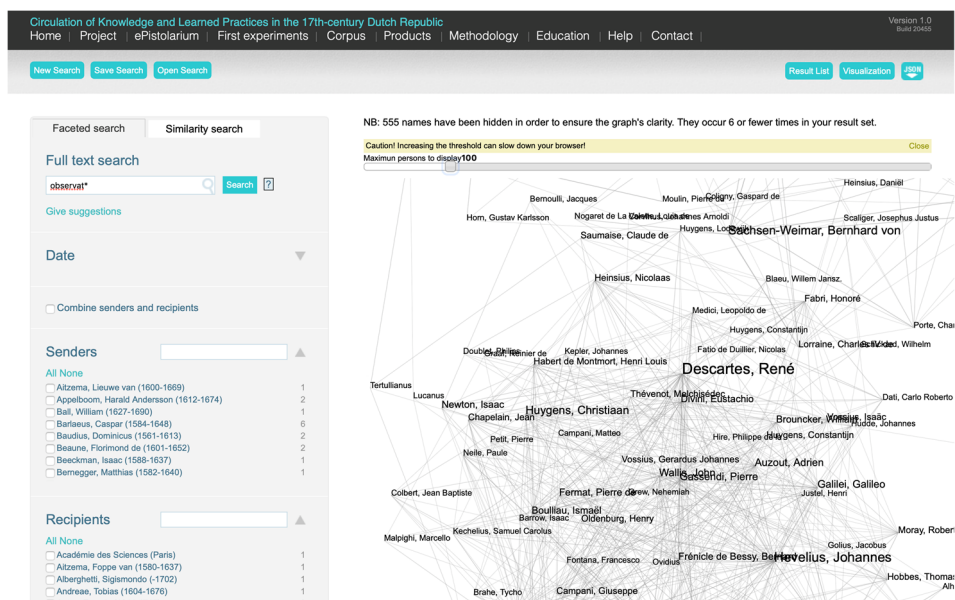 Circulation of Knowledge and Learned Practices in the 17th-century Dutch Republic
Version 1.0
Build 20455
Home | Project | ePistolarium | First experiments | Corpus | Products | Methodology | Education | Help | Contact |
New Search Save Search Open Search
Result List Visualization JSON
Faceted search Similarity search
Full text search
observat*
Search ?
Give suggestions
Date
Combine senders and recipients
Senders
All None
Aitzema, Lieuwe van (1600-1669) 1
Appelboom, Harald Andersson (1612-1674) 2
Ball, William (1627-1690) 1
Barlaeus, Caspar (1584-1648) 6
Baudius, Dominicus (1561-1613) 2
Beaune, Florimond de (1601-1652) 2
Beeckman, Isaac (1588-1637) 1
Bernegger, Matthias (1582-1640) 1
Recipients
All None
Académie des Sciences (Paris) 1
Aitzema, Foppe van (1580-1637) 1
Alberghetti, Sigismondo (-1702) 1
Andreae, Tobias (1604-1676) 1
NB: 555 names have been hidden in order to ensure the graph's clarity. They occur 6 or fewer times in your result set.
Caution! Increasing the threshold can slow down your browser! Close
Maximun persons to display100
Heinsius, Daniël
Bernoulli, Jacques
Moulin, Pierre
Coligny, Gaspard de
Horn, Gustav Karlsson
Nogaret de La
Arnoldi
Scaliger, Josephus Justus
Saumaise, Claude de
Huygens,
Sachsen-Weimar, Bernhard von
Heinsius, Nicolaas
Blaeu, Willem Jansz.
Fabri, Honoré
Medici, Leopoldo de
Porte,
Huygens, Constantijn
Lorraine,
Wilhelm
Doublet,
Kepler, Johannes
Fatio de Duillier, Nicolas
Habert de Montmort, Henri Louis
Descartes, René
Tertullianus
Lucanus
Thévenot, Melchisédec
Divini, Eustachio
Dati, Carlo Roberto
Newton, Isaac
Huygens, Christiaan
Chapelain, Jean
Brouncker,
Vossius, Isaäc
Hudde, Johannes
Petit, Pierre
Campani, Matteo
Hire, Philippe de
Huygens, Constantijn
Neile, Paule
Vossius, Gerardus Johannes
Auzout, Adrien
Wallis, John
Gassendi, Pierre
Galilei, Galileo
Colbert, Jean Baptiste
Fermat, Pierre de
Nehemiah
Justel, Henri
Boulliau, Ismaël
Barrow, Isaac
Oldenburg, Henry
Kechelius, Samuel Carolus
Malpighi, Marcello
Moray,
Golius, Jacobus
Fontana, Francesco
Ovidius
Frénicle de Bessy,
Hevelius, Johannes
Hobbes,
Brahe, Tycho
Campani, Giuseppe